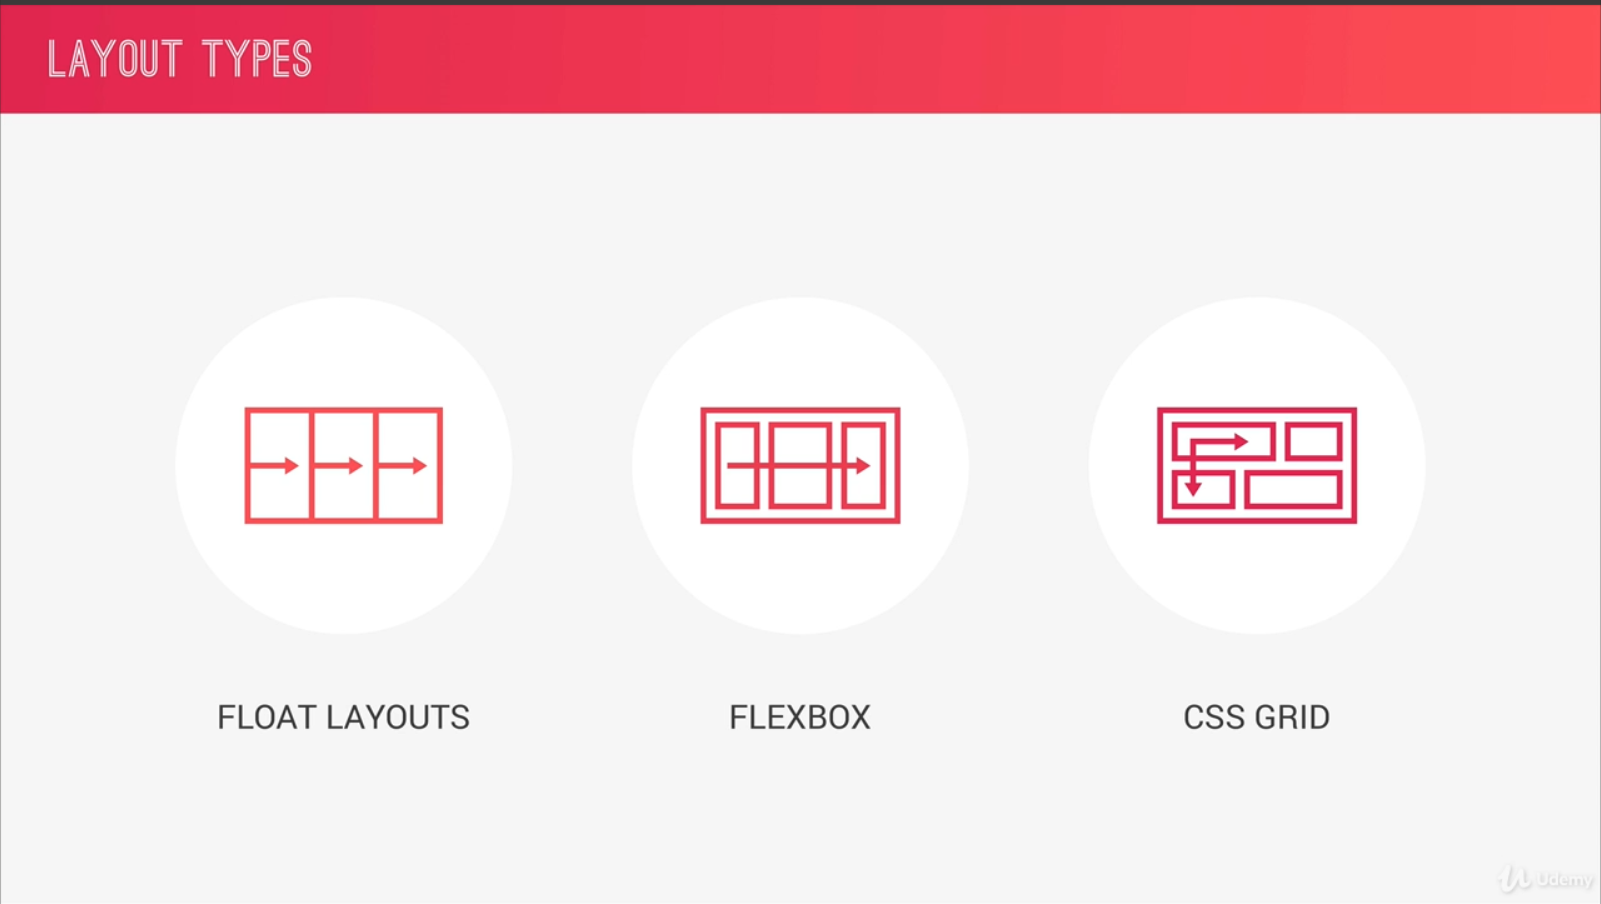 LAYOUT TYPES
FLOAT LAYOUTS
FLEXBOX
CSS GRID
Udemy